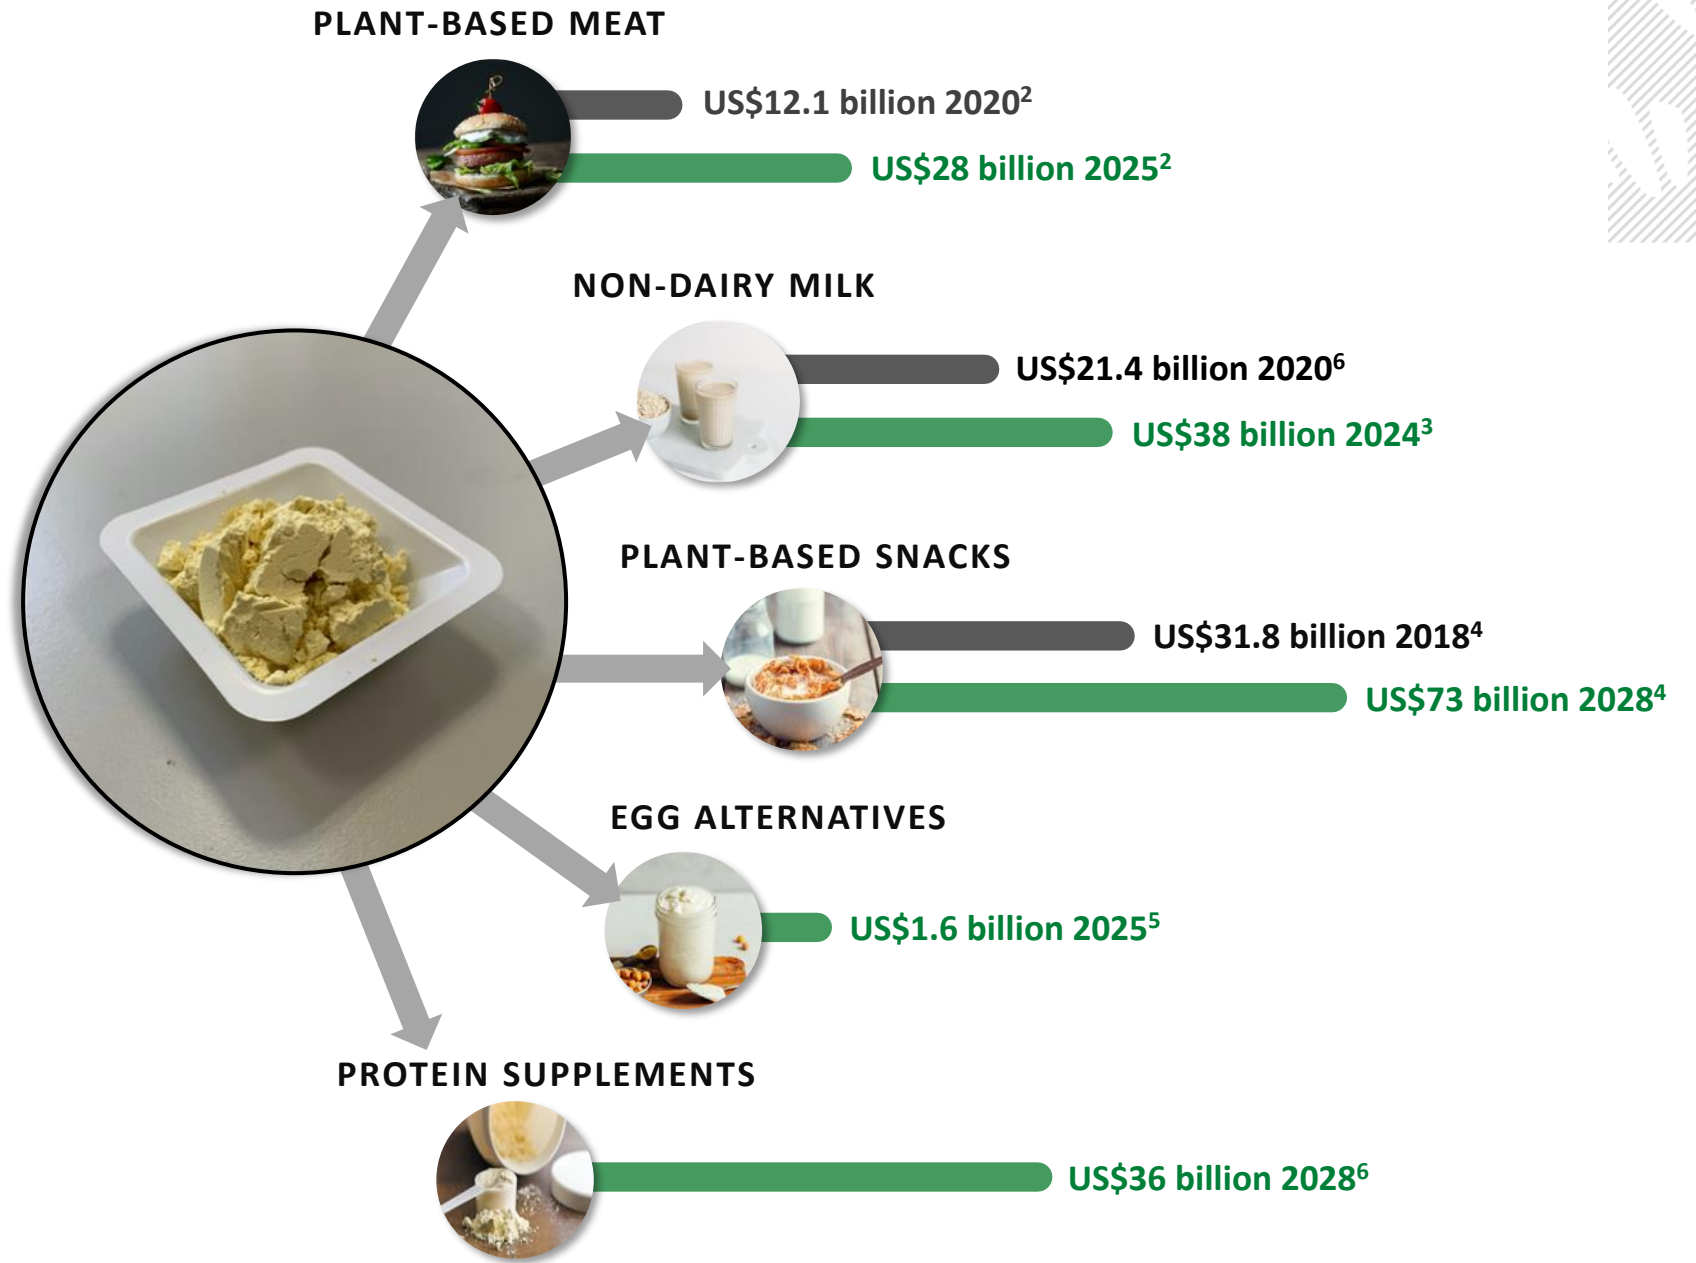 PLANT-BASED MEAT
US$12.1 billion 2020²
US$28 billion 2025²
NON-DAIRY MILK
US$21.4 billion 2020⁶
US$38 billion 2024³
PLANT-BASED SNACKS
US$31.8 billion 2018⁴
US$73 billion 2028⁴
EGG ALTERNATIVES
US$1.6 billion 2025⁵
PROTEIN SUPPLEMENTS
US$36 billion 2028⁶